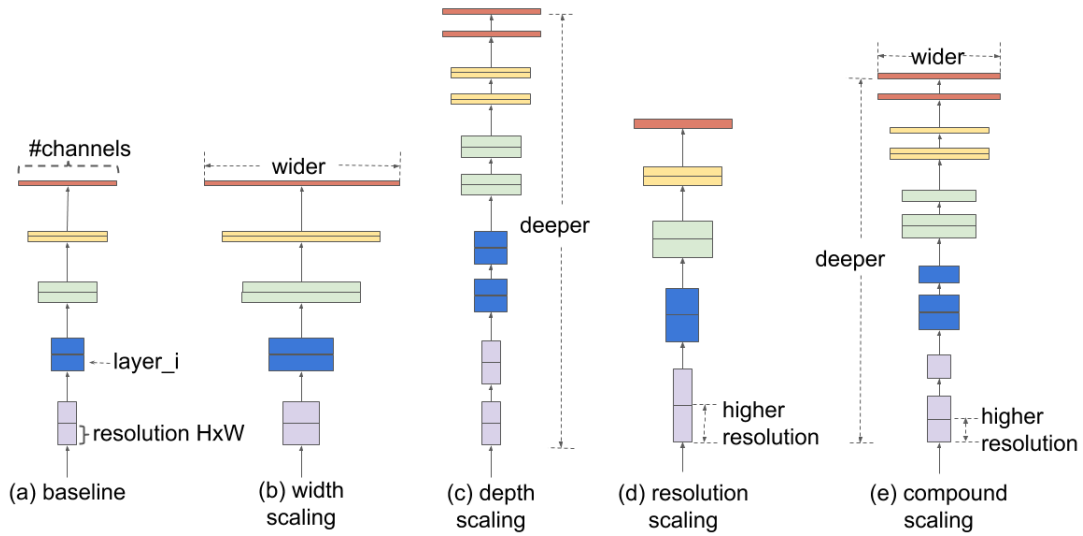 #channels
layer_i
resolution HxW
(a) baseline
wider
(b) width
scaling
deeper
(c) depth
scaling
higher
resolution
(d) resolution
scaling
wider
deeper
higher
resolution
(e) compound
scaling